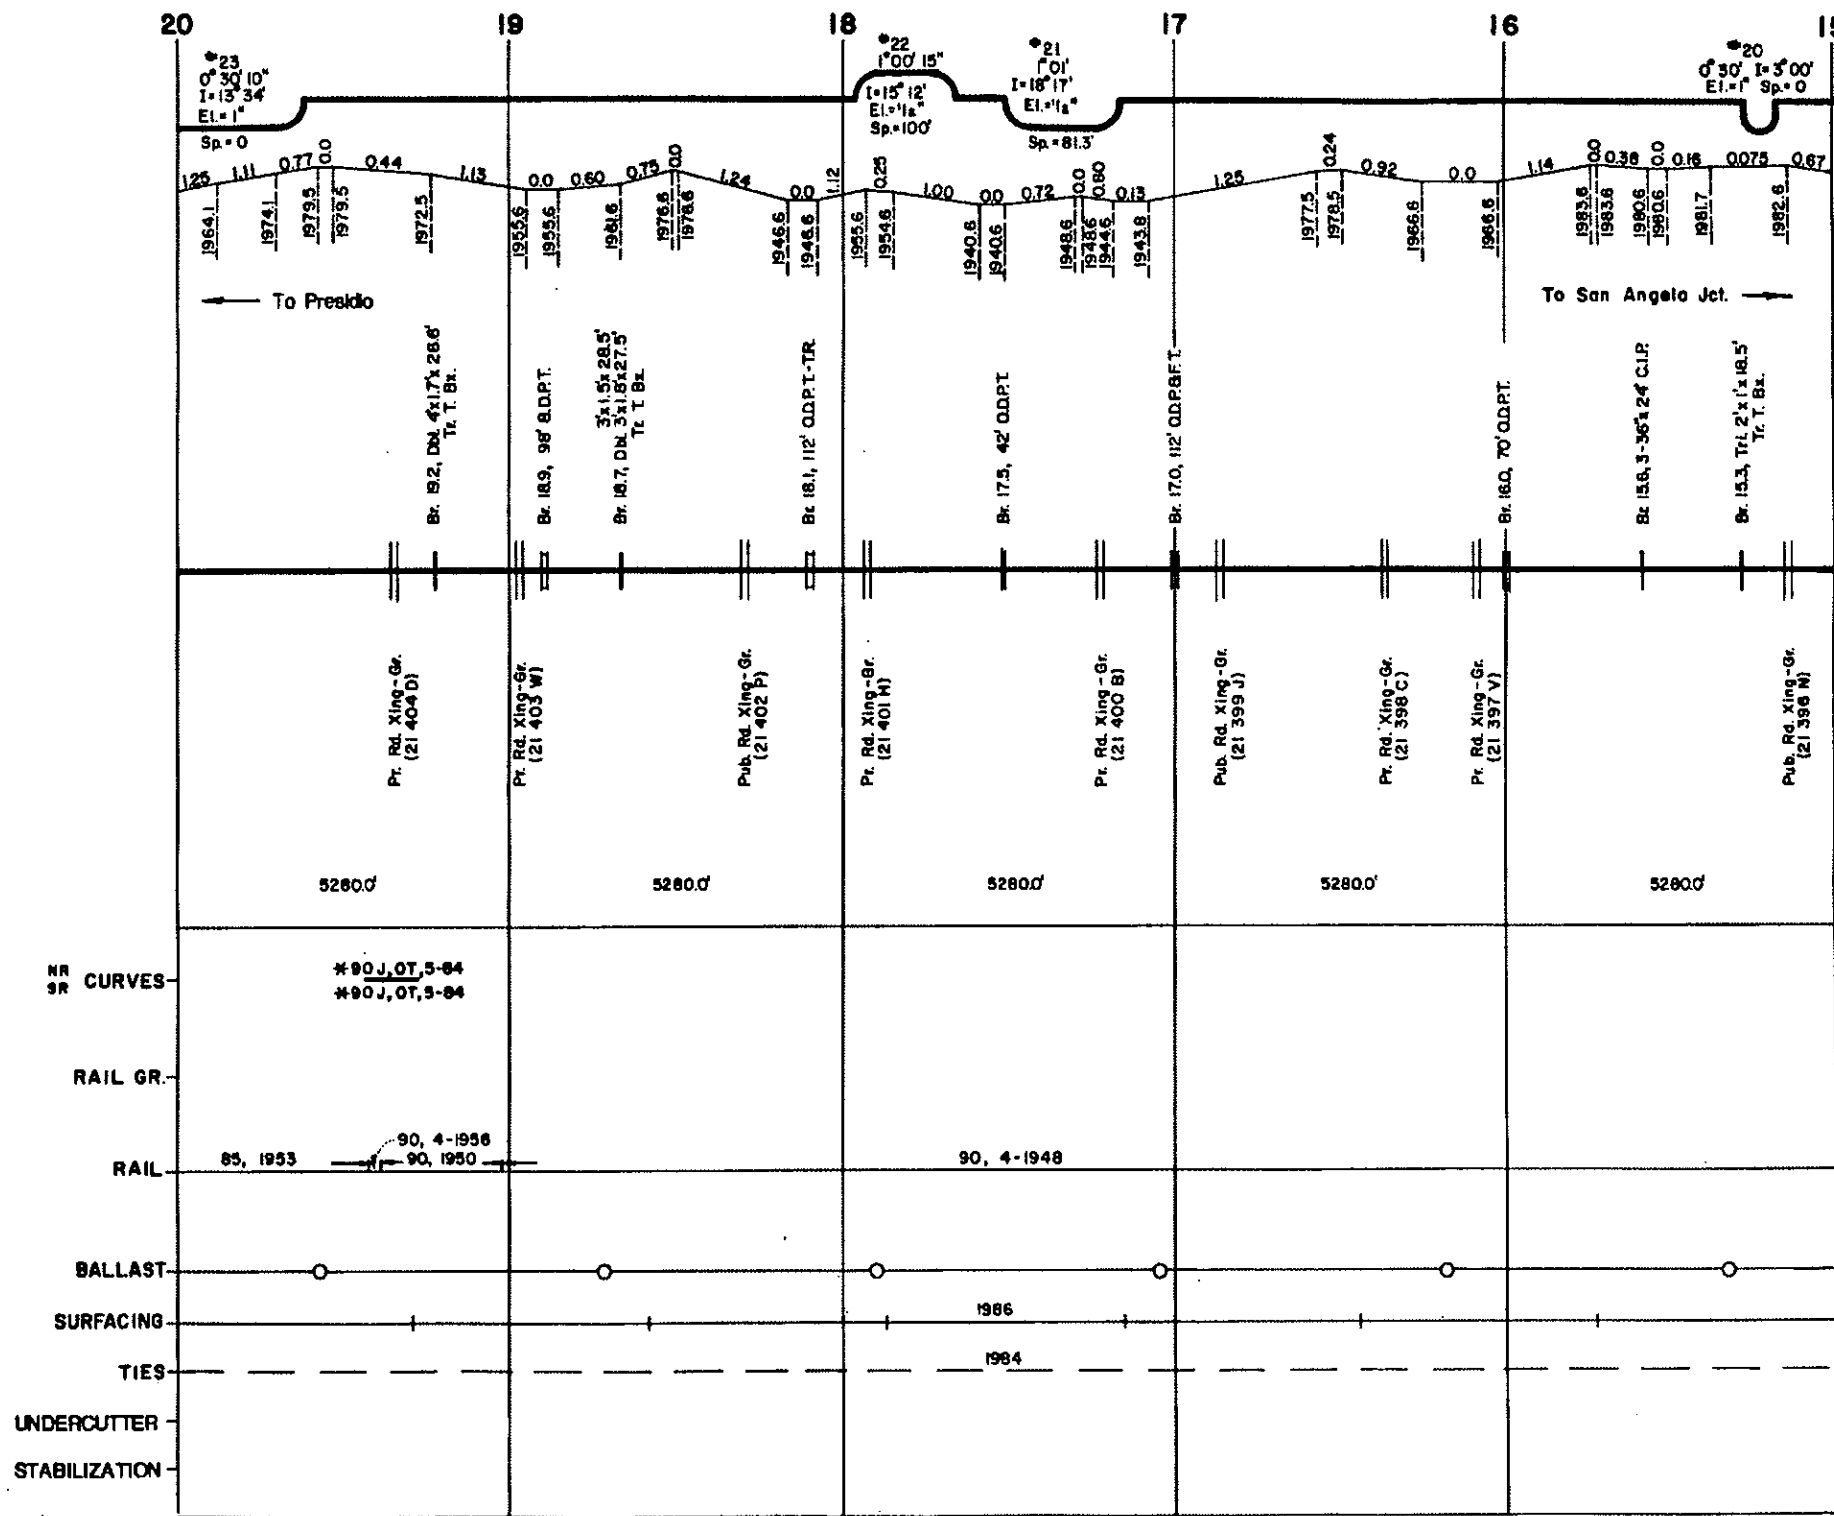 20 19 18 17 16
#23
0° 30' 10"
I=13° 34'
El.=1"
Sp.=0
#22
1°00' 15"
I=15° 12'
Sp.=100'
#21
1°01'
I=18°17'
Sp.=81.3'
#20
0°30' I=3°00'
El.=1" Sp.=0
1.25 1.11 0.77 0.0 0.44 1.13 0.0 0.60 0.75 0.0 1.24 0.0 1.12 0.25 1.00 0.0 0.72 0.0 0.80 0.13 1.25 0.24 0.92 0.0 1.14 0.0 0.38 0.0 0.16 0.075 0.67
1964.1 1974.1 1979.5 1979.5 1972.5 1955.6 1955.6 1961.6 1976.6 1976.6 1946.6 1946.6 1955.6 1954.6 1940.6 1940.6 1948.6 1948.6 1944.6 1943.8 1977.5 1978.5 1966.6 1966.6 1983.6 1983.6 1980.6 1980.6 1981.7 1982.6
To Presidio
To San Angelo Jct.
Br. 19.2, Dbl. 4'x1.7'x 28.6'
Tr. T. Bx.
Br. 18.9, 98' B.D.P.T.
3'x1.5'x 28.5'
Br. 18.7, Dbl. 3'x1.8'x27.5'
Tr. T. Bx.
Br. 18.1, 112' O.D.P.T.-T.R.
Br. 17.5, 42' O.D.P.T.
Br. 17.0, 112' O.D.P.&F.T.
Br. 16.0, 70' O.D.P.T.
Br. 15.6, 3-36"x 24' C.I.P.
Br. 15.3, Tri. 2'x 1'x 18.5'
Tr. T. Bx.
Pr. Rd. Xing-Gr.
(21 404 D)
Pr. Rd. Xing-Gr.
(21 403 W)
Pub. Rd. Xing-Gr.
(21 402 P)
Pr. Rd. Xing-Gr.
(21 401 H)
Pr. Rd. Xing-Gr.
(21 400 B)
Pub. Rd. Xing-Gr.
(21 399 J)
Pr. Rd. Xing-Gr.
(21 398 C)
Pr. Rd. Xing-Gr.
(21 397 V)
Pub. Rd. Xing-Gr.
(21 396 N)
5280.0' 5280.0' 5280.0' 5280.0' 5280.0'
NR
SR
CURVES
*90 J, OT, 5-84
*90 J, OT, 5-84
RAIL GR.
90, 4-1956
RAIL 85, 1953 90, 1950 90, 4-1948
BALLAST
SURFACING 1986
TIES 1984
UNDERCUTTER
STABILIZATION